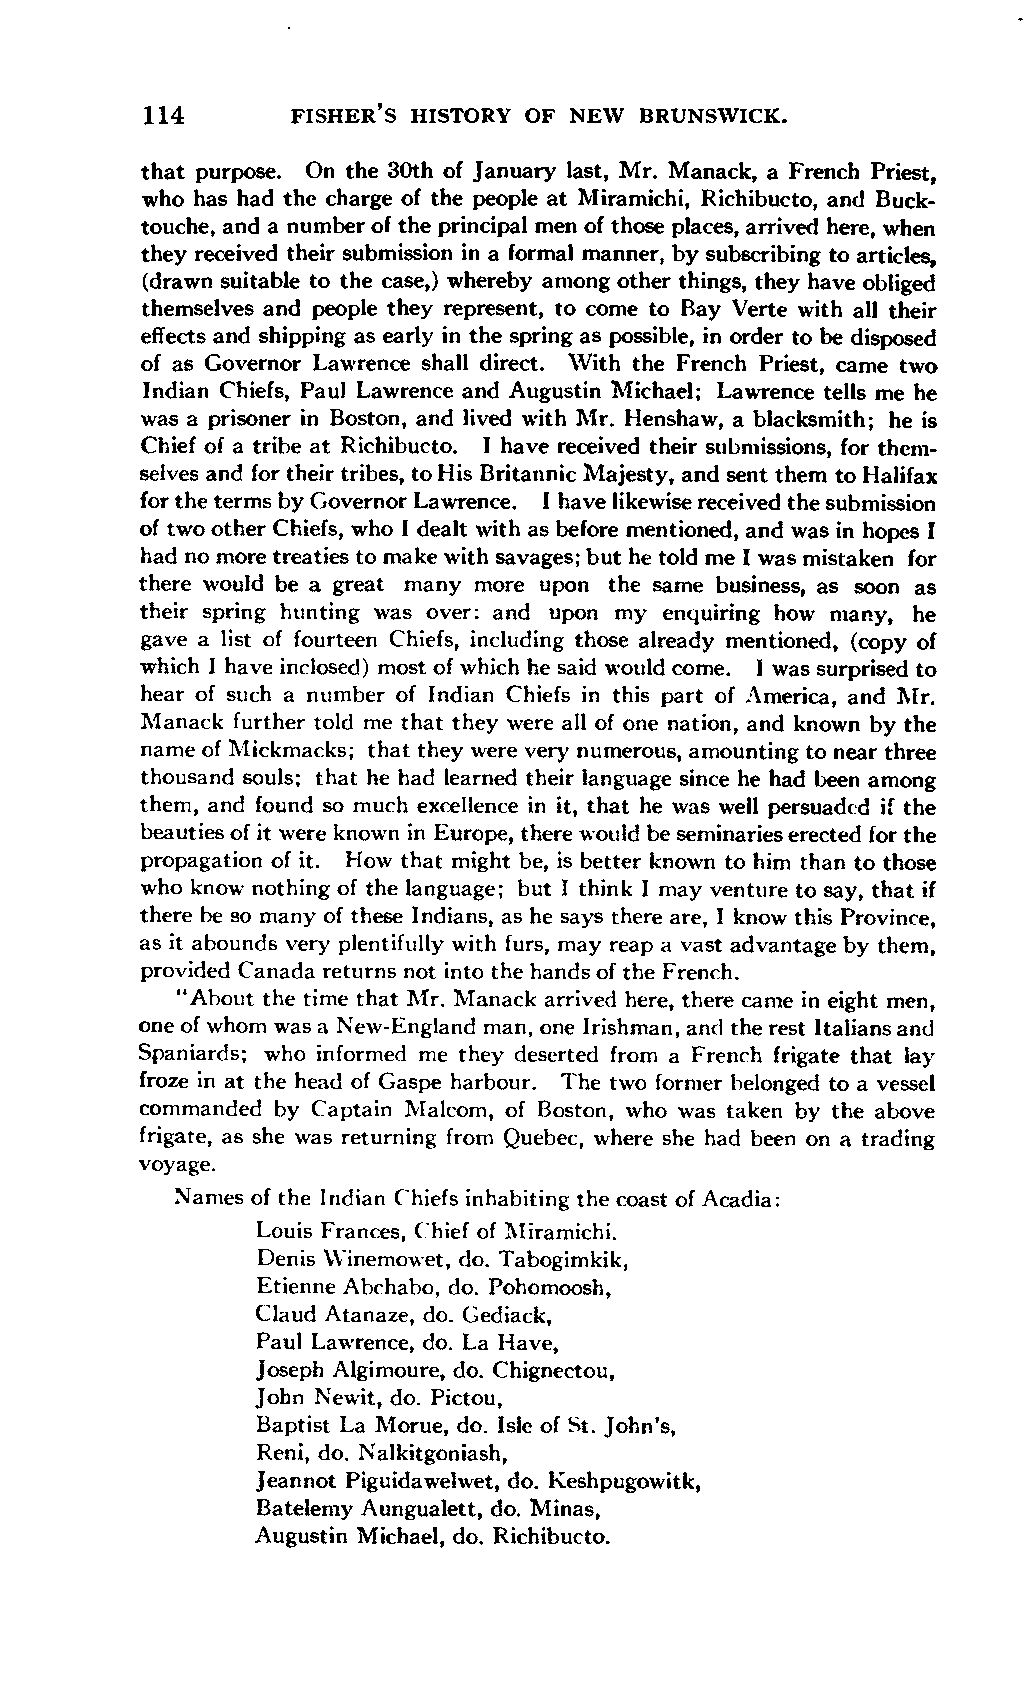 114 FISHER'S HISTORY OF NEW BRUNSWICK.
that purpose. On the 30th of January last, Mr. Manack, a French Priest,
who has had the charge of the people at Miramichi, Richibucto, and Buck-
touche, and a number of the principal men of those places, arrived here, when
they received their submission in a formal manner, by subscribing to articles,
(drawn suitable to the case,) whereby among other things, they have obliged
themselves and people they represent, to come to Bay Verte with all their
effects and shipping as early in the spring as possible, in order to be disposed
of as Governor Lawrence shall direct. With the French Priest, came two
Indian Chiefs, Paul Lawrence and Augustin Michael; Lawrence tells me he
was a prisoner in Boston, and lived with Mr. Henshaw, a blacksmith; he is
Chief of a tribe at Richibucto. I have received their submissions, for them-
selves and for their tribes, to His Britannic Majesty, and sent them to Halifax
for the terms by Governor Lawrence. I have likewise received the submission
of two other Chiefs, who I dealt with as before mentioned, and was in hopes I
had no more treaties to make with savages; but he told me I was mistaken for
there would be a great many more upon the same business, as soon as
their spring hunting was over: and upon my enquiring how many, he
gave a list of fourteen Chiefs, including those already mentioned, (copy of
which I have inclosed) most of which he said would come. I was surprised to
hear of such a number of Indian Chiefs in this part of America, and Mr.
Manack further told me that they were all of one nation, and known by the
name of Mickmacks; that they were very numerous, amounting to near three
thousand souls; that he had learned their language since he had been among
them, and found so much excellence in it, that he was well persuaded if the
beauties of it were known in Europe, there would be seminaries erected for the
propagation of it. How that might be, is better known to him than to those
who know nothing of the language; but I think I may venture to say, that if
there be so many of these Indians, as he says there are, I know this Province,
as it abounds very plentifully with furs, may reap a vast advantage by them,
provided Canada returns not into the hands of the French.
"About the time that Mr. Manack arrived here, there came in eight men,
one of whom was a New-England man, one Irishman, and the rest Italians and
Spaniards; who informed me they deserted from a French frigate that lay
froze in at the head of Gaspe harbour. The two former belonged to a vessel
commanded by Captain Malcom, of Boston, who was taken by the above
frigate, as she was returning from Quebec, where she had been on a trading
voyage.
Names of the Indian Chiefs inhabiting the coast of Acadia:
Louis Frances, Chief of Miramichi.
Denis Winemowet, do. Tabogimkik,
Etienne Abchabo, do. Pohomoosh,
Claud Atanaze, do. Gediack,
Paul Lawrence, do. La Have,
Joseph Algimoure, do. Chignectou,
John Newit, do. Pictou,
Baptist La Morue, do. Isle of St. John's,
Reni, do. Nalkitgoniash,
Jeannot Piguidawelwet, do. Keshpugowitk,
Batelemy Aungualett, do. Minas,
Augustin Michael, do. Richibucto.